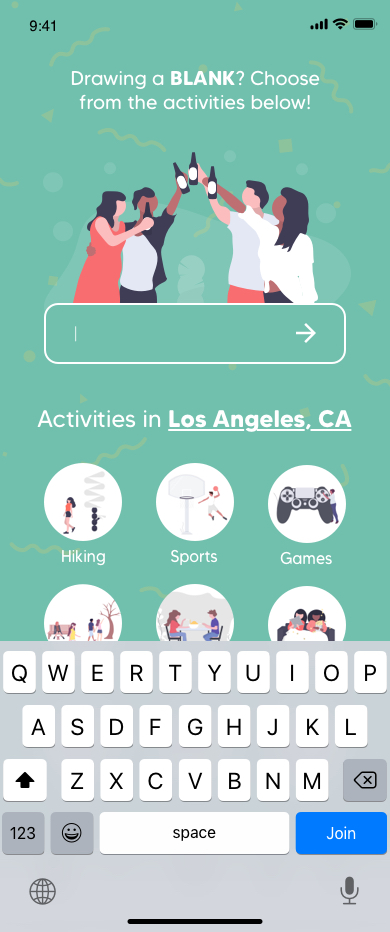 9:41
Drawing a BLANK? Choose
from the activities below!
Activities in Los Angeles, CA
Hiking Sports Games
Q W E R T Y U I O P
A S D F G H J K L
Z X C V B N M
123 space Join